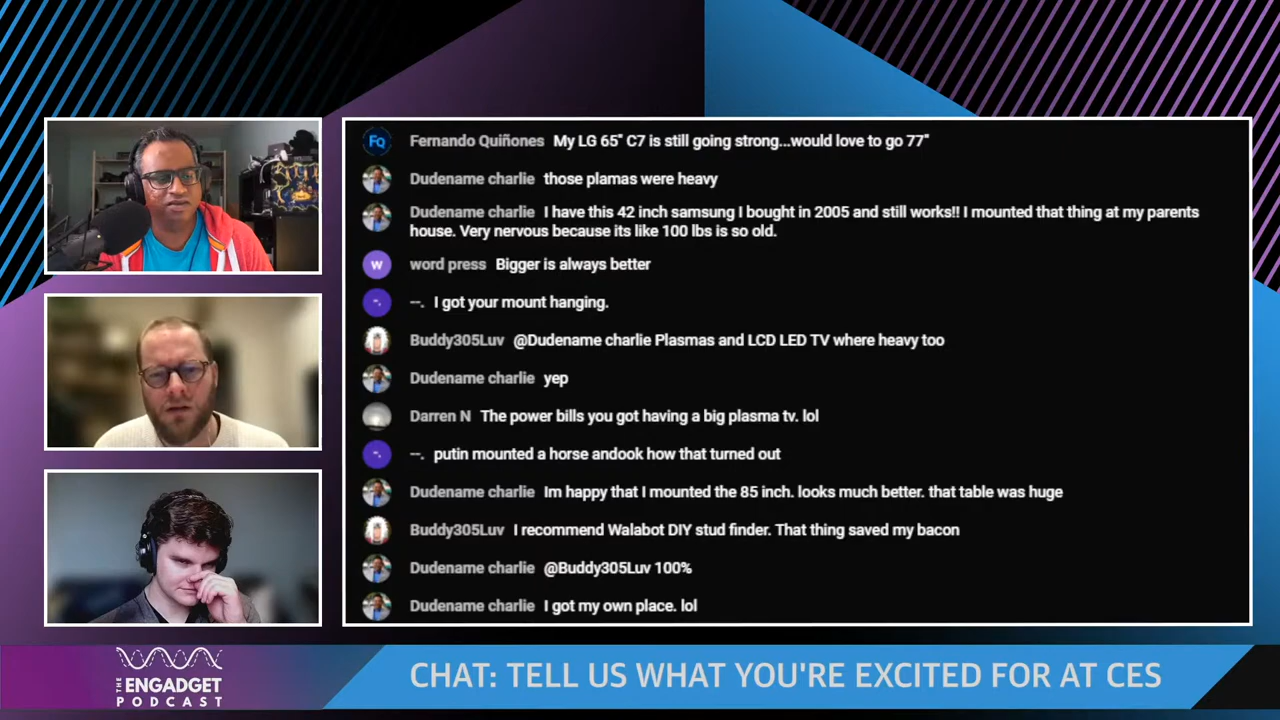 Fq Fernando Quiñones My LG 65" C7 is still going strong...would love to go 77"
Dudename charlie those plamas were heavy
Dudename charlie I have this 42 inch samsung I bought in 2005 and still works!! I mounted that thing at my parents
house. Very nervous because its like 100 lbs is so old.
w word press Bigger is always better
-. --. I got your mount hanging.
Buddy305Luv @Dudename charlie Plasmas and LCD LED TV where heavy too
Dudename charlie yep
Darren N The power bills you got having a big plasma tv. lol
-. --. putin mounted a horse andook how that turned out
Dudename charlie Im happy that I mounted the 85 inch. looks much better. that table was huge
Buddy305Luv I recommend Walabot DIY stud finder. That thing saved my bacon
Dudename charlie @Buddy305Luv 100%
Dudename charlie I got my own place. lol
THE ENGADGET
PODCAST
CHAT: TELL US WHAT YOU'RE EXCITED FOR AT CES